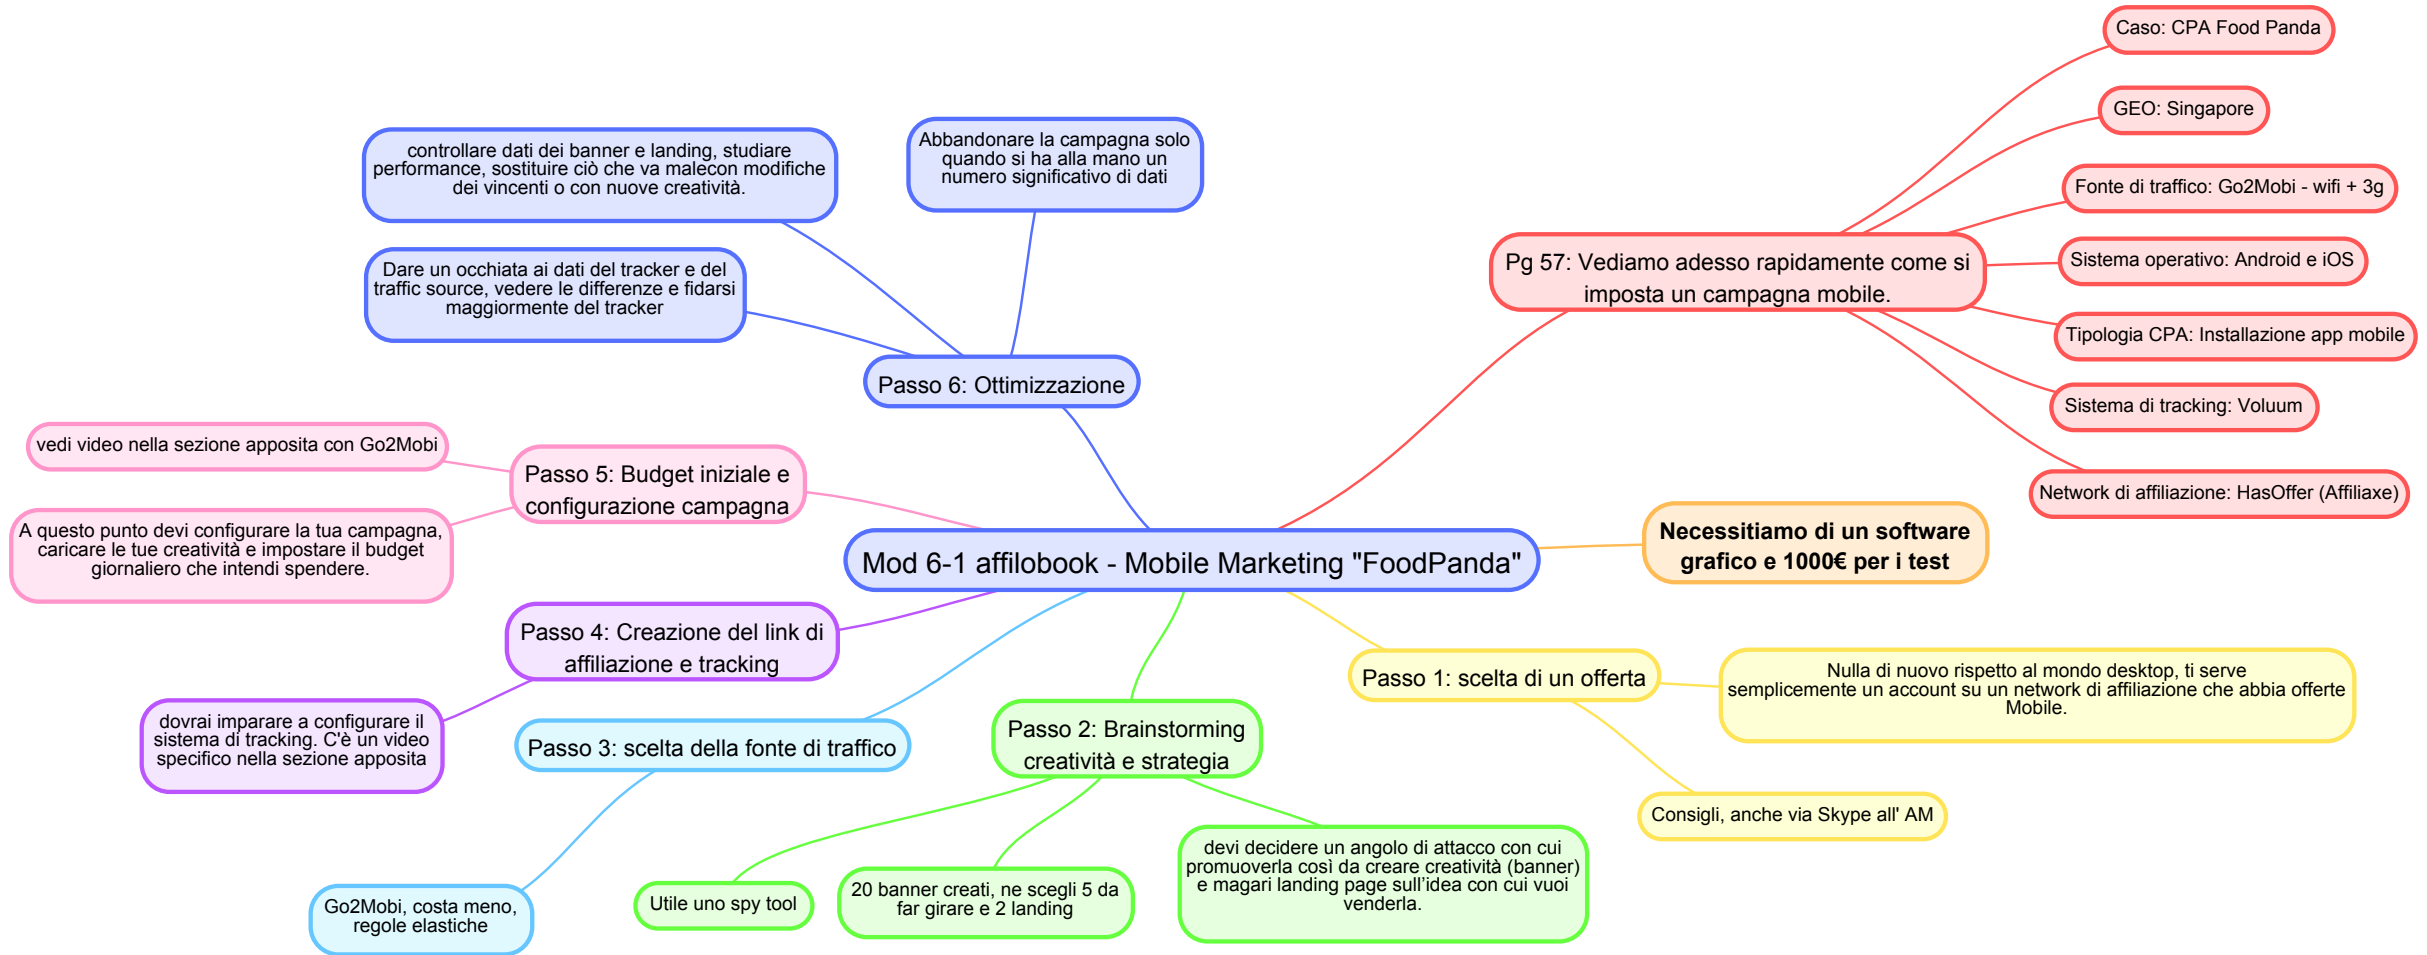 Mod 6-1 affilobook - Mobile Marketing "FoodPanda"
Pg 57: Vediamo adesso rapidamente come si
imposta un campagna mobile.
Caso: CPA Food Panda
GEO: Singapore
Fonte di traffico: Go2Mobi - wifi + 3g
Sistema operativo: Android e iOS
Tipologia CPA: Installazione app mobile
Sistema di tracking: Voluum
Network di affiliazione: HasOffer (Affiliaxe)
Necessitiamo di un software
grafico e 1000€ per i test
Passo 1: scelta di un offerta
Nulla di nuovo rispetto al mondo desktop, ti serve
semplicemente un account su un network di affiliazione che abbia offerte
Mobile.
Consigli, anche via Skype all' AM
Passo 2: Brainstorming
creatività e strategia
devi decidere un angolo di attacco con cui
promuoverla così da creare creatività (banner)
e magari landing page sull'idea con cui vuoi
venderla.
20 banner creati, ne scegli 5 da
far girare e 2 landing
Utile uno spy tool
Passo 3: scelta della fonte di traffico
Go2Mobi, costa meno,
regole elastiche
Passo 4: Creazione del link di
affiliazione e tracking
dovrai imparare a configurare il
sistema di tracking. C'è un video
specifico nella sezione apposita
Passo 5: Budget iniziale e
configurazione campagna
A questo punto devi configurare la tua campagna,
caricare le tue creatività e impostare il budget
giornaliero che intendi spendere.
vedi video nella sezione apposita con Go2Mobi
Passo 6: Ottimizzazione
Dare un occhiata ai dati del tracker e del
traffic source, vedere le differenze e fidarsi
maggiormente del tracker
controllare dati dei banner e landing, studiare
performance, sostituire ciò che va malecon modifiche
dei vincenti o con nuove creatività.
Abbandonare la campagna solo
quando si ha alla mano un
numero significativo di dati